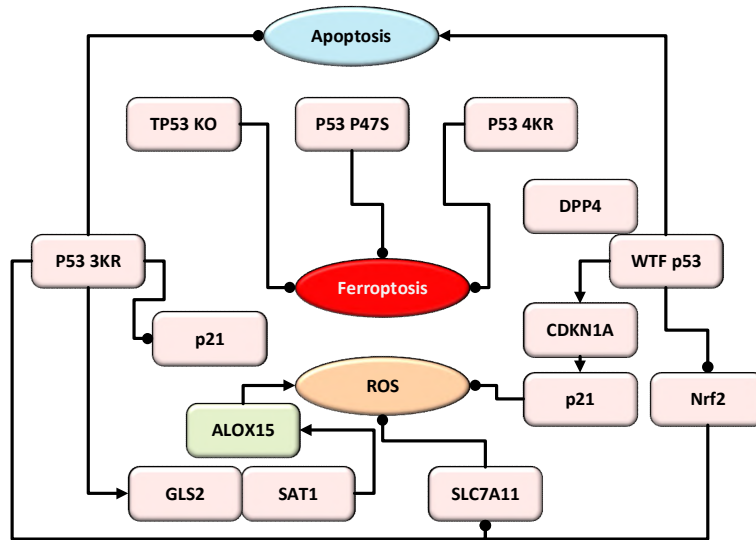 Apoptosis
TP53 KO
P53 P47S
P53 4KR
DPP4
P53 3KR
WTF p53
Ferroptosis
p21
CDKN1A
ROS
p21
Nrf2
ALOX15
GLS2
SAT1
SLC7A11